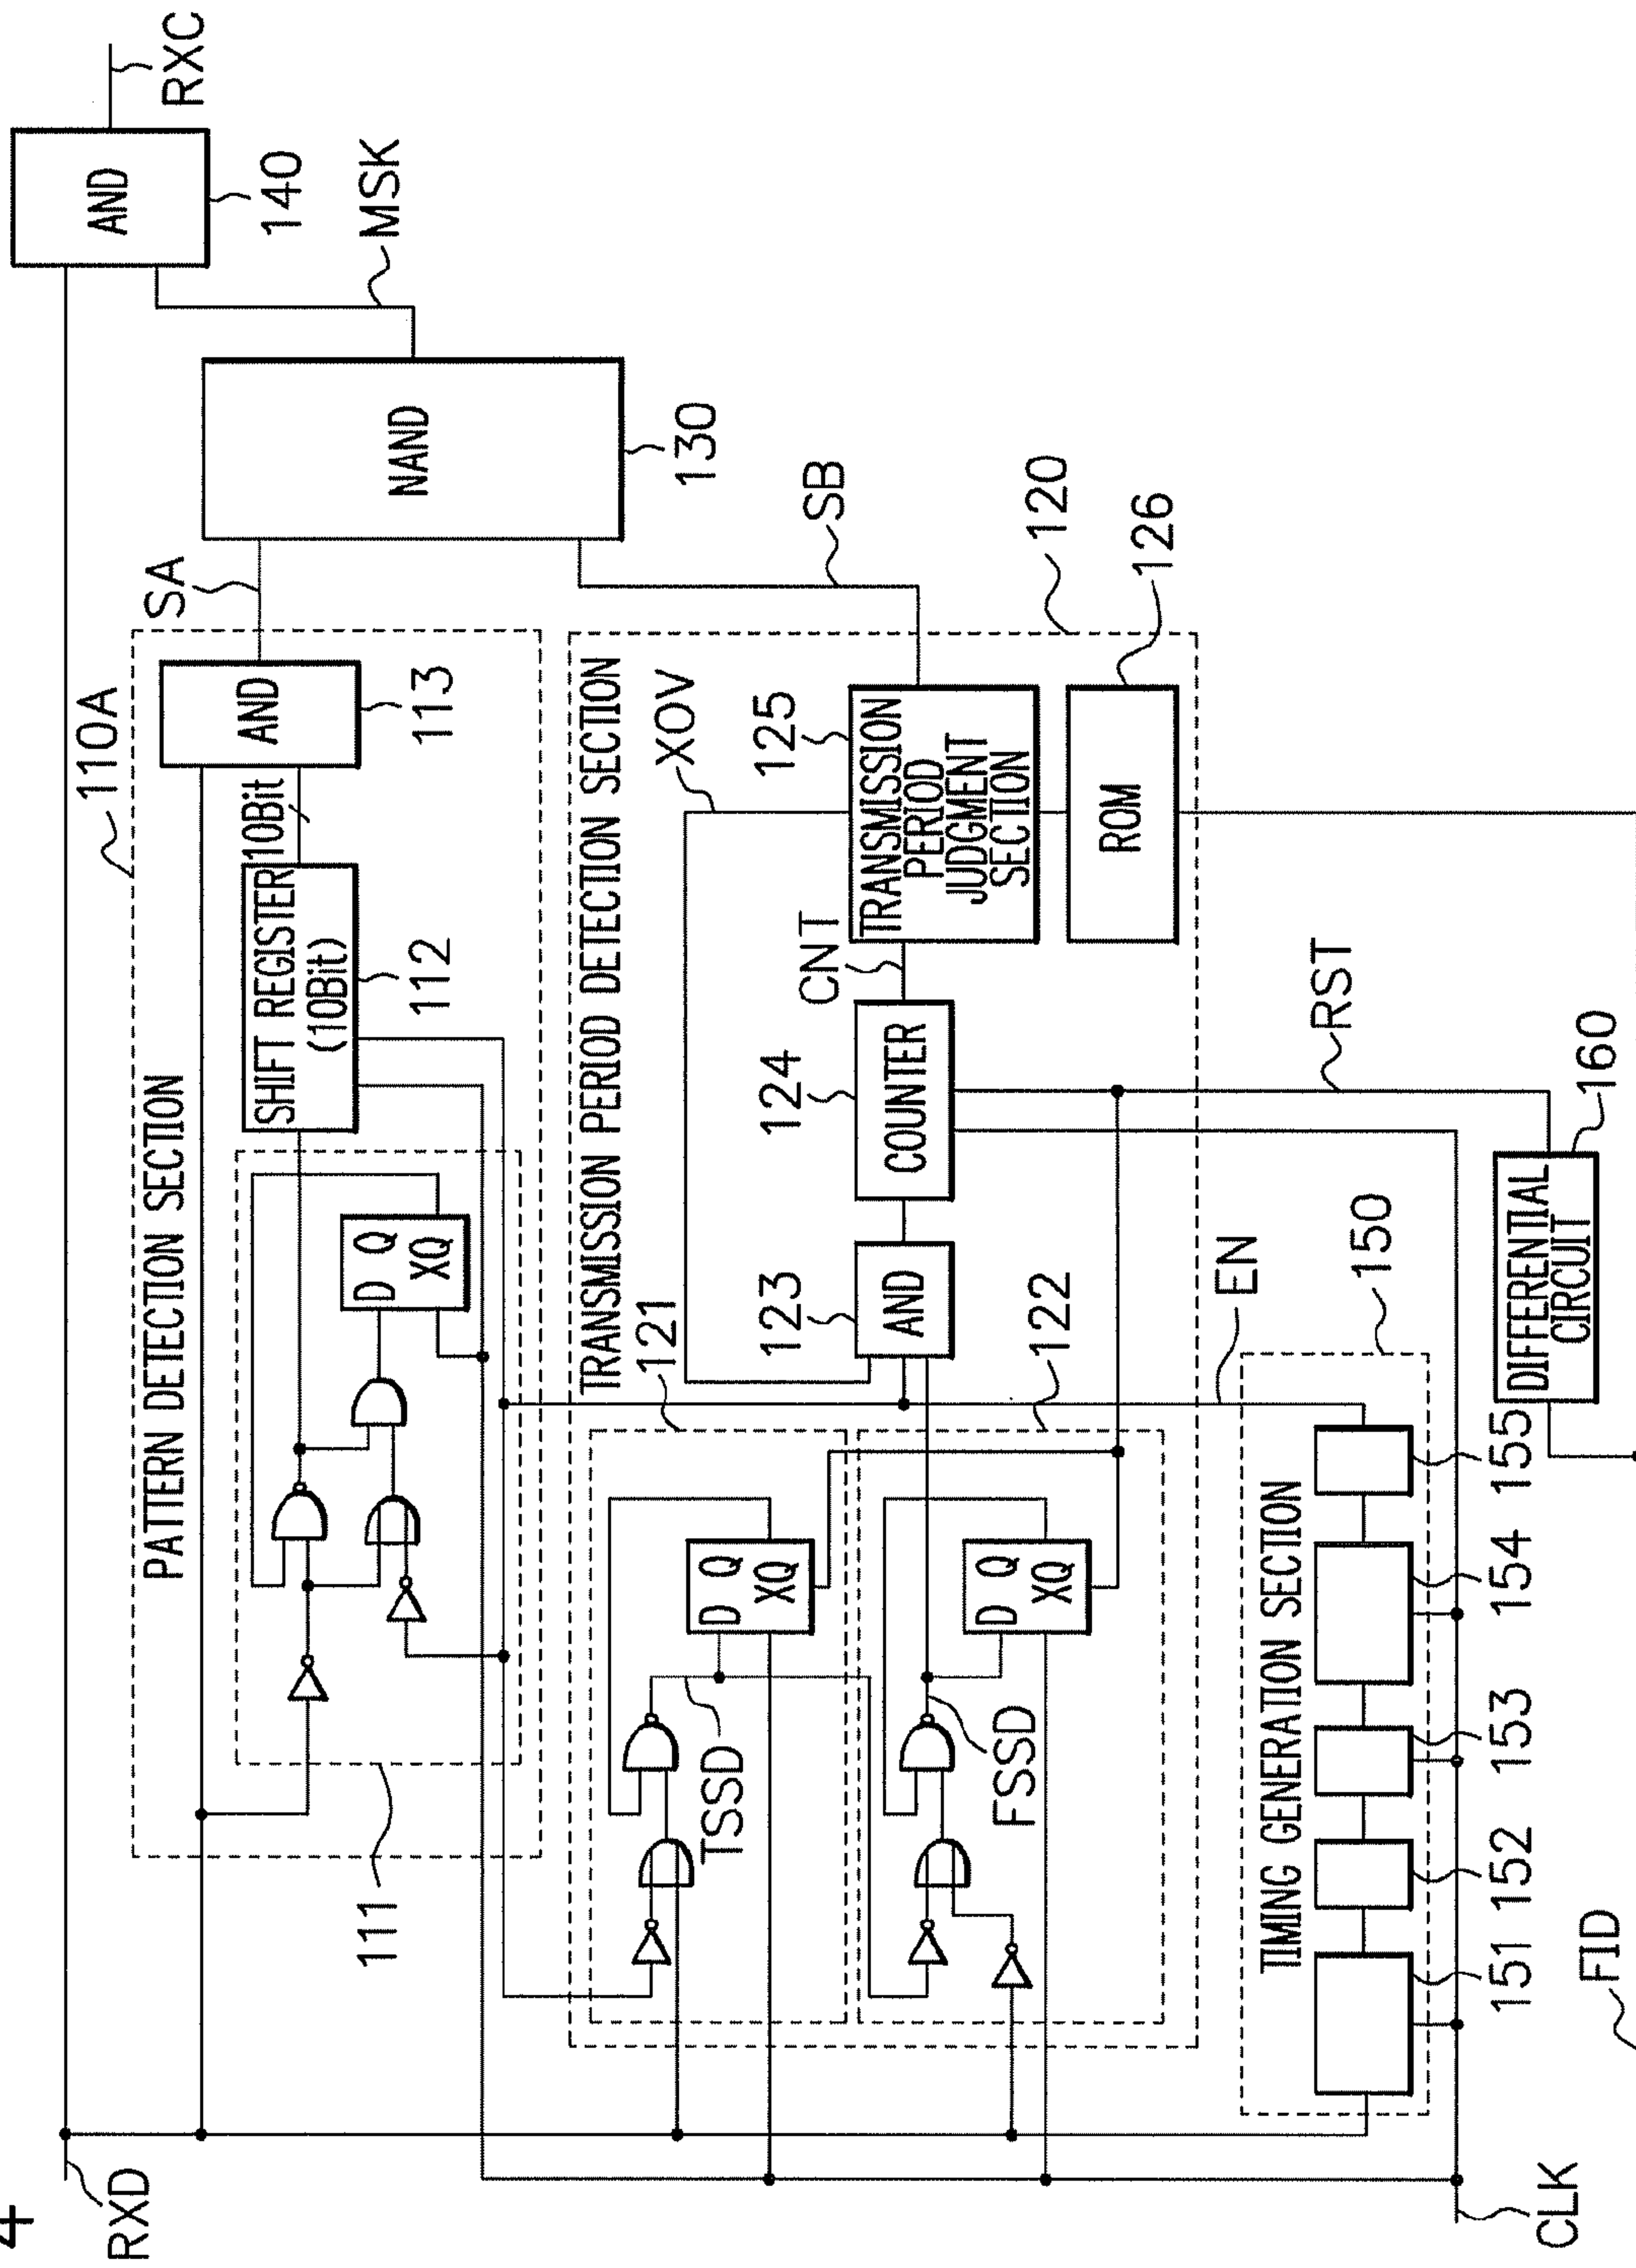 4
RXD
RXC
AND
140
MSK
NAND
130
SA
SB
110A
PATTERN DETECTION SECTION
AND
113
10Bit
SHIFT REGISTER
(10Bit)
112
D Q
XQ
111
TRANSMISSION PERIOD DETECTION SECTION
120
121
D Q
XQ
TSSD
122
D Q
XQ
FSSD
XOV
123
AND
124
COUNTER
CNT
125
TRANSMISSION
PERIOD
JUDGMENT
SECTION
126
ROM
RST
EN
TIMING GENERATION SECTION
150
151
152
153
154
155
DIFFERENTIAL
CIRCUIT
160
CLK
FID